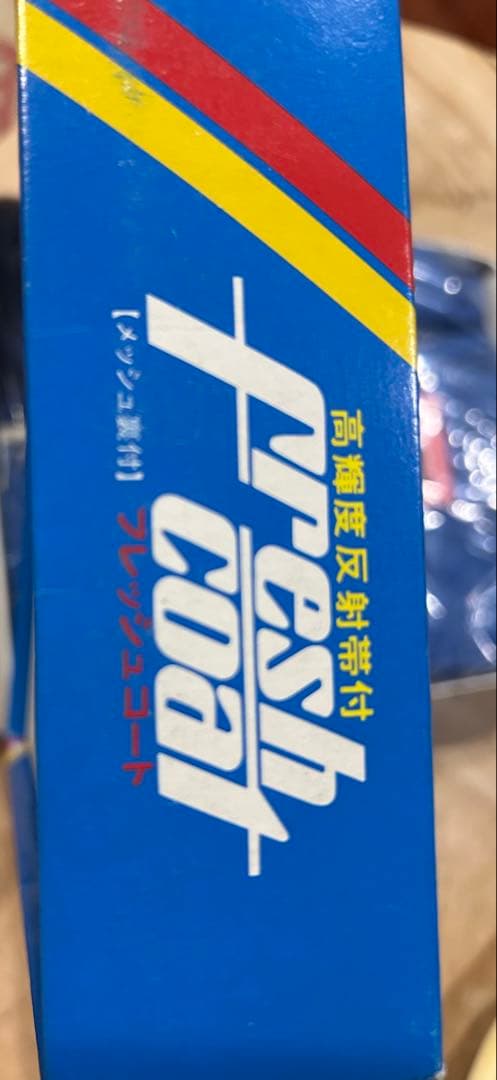 高輝度反射帯付
Fresh
coat
【メッシュ裏付】
フレッシュコート